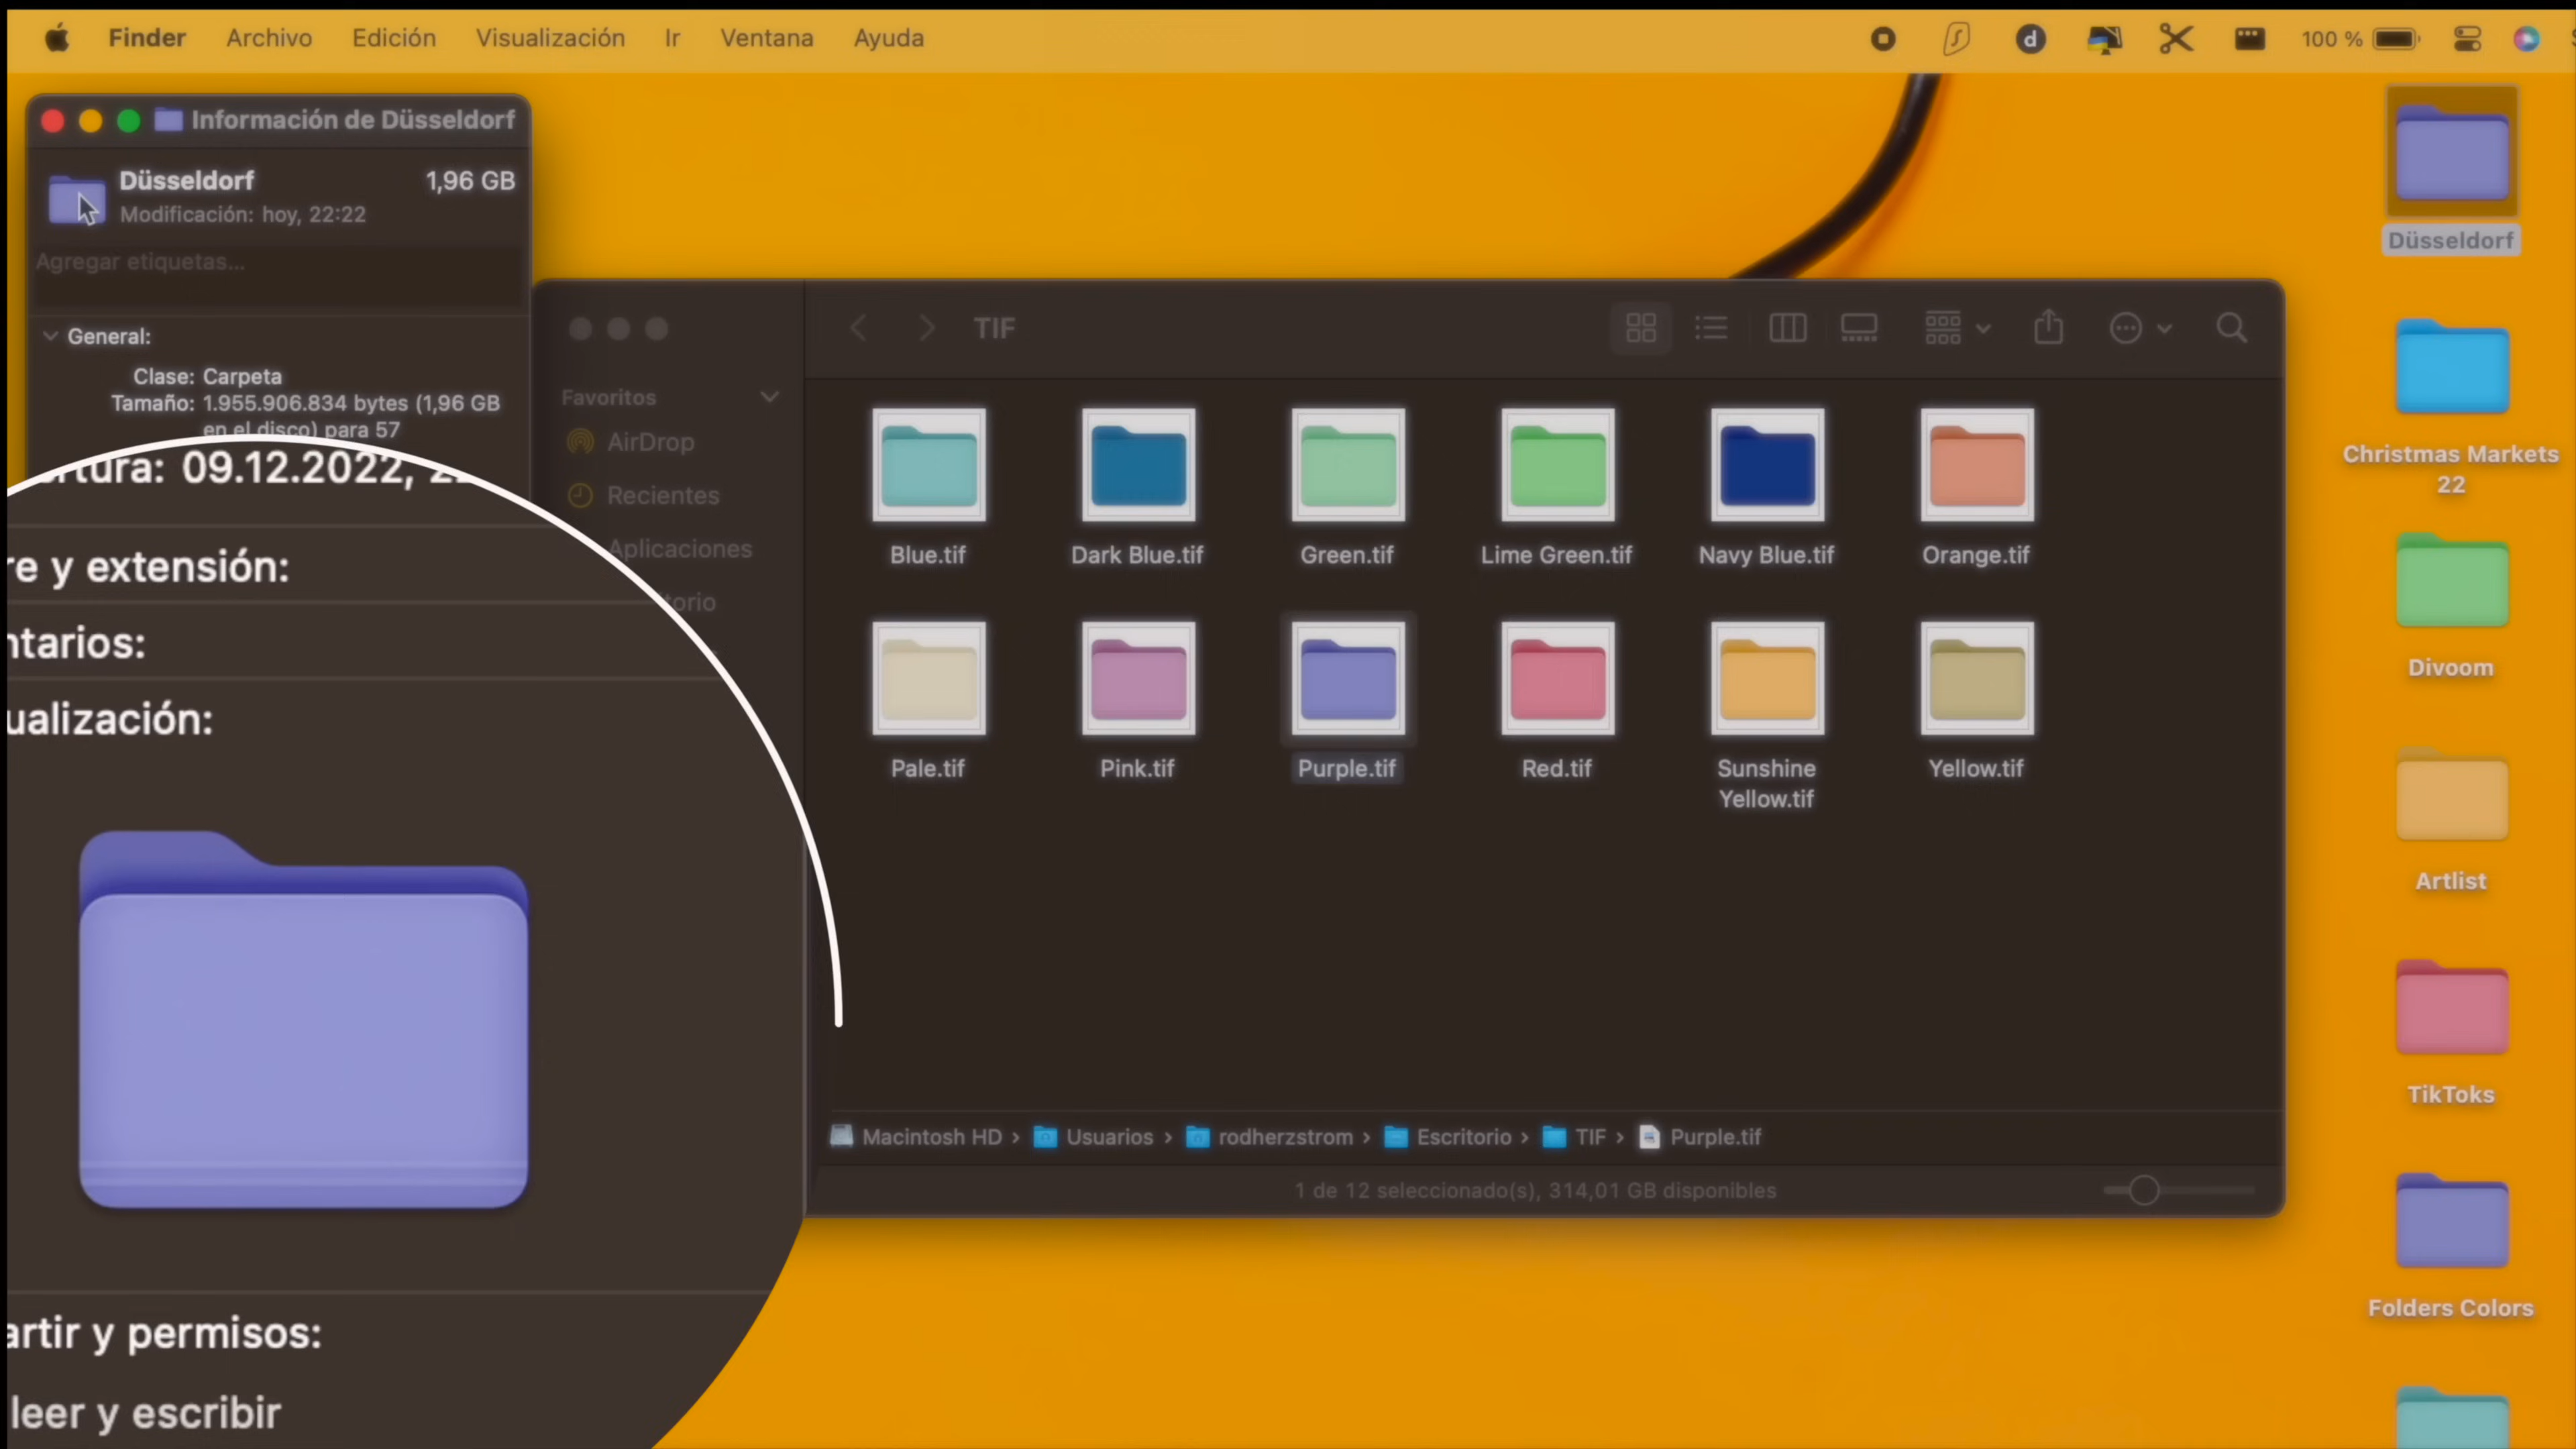 Finder Archivo Edición Visualización Ir Ventana Ayuda
100 %
Información de Düsseldorf
Düsseldorf 1,96 GB
Modificación: hoy, 22:22
Agregar etiquetas...
General:
Clase: Carpeta
Tamaño: 1.955.906.834 bytes (1,96 GB
en el disco) para 57
rtura: 09.12.2022,
re y extensión:
ntarios:
ualización:
artir y permisos:
leer y escribir
TIF
Favoritos
AirDrop
Recientes
Aplicaciones
torio
Blue.tif
Dark Blue.tif
Green.tif
Lime Green.tif
Navy Blue.tif
Orange.tif
Pale.tif
Pink.tif
Purple.tif
Red.tif
Sunshine
Yellow.tif
Yellow.tif
Macintosh HD › Usuarios › rodherzstrom › Escritorio › TIF › Purple.tif
1 de 12 seleccionado(s), 314,01 GB disponibles
Düsseldorf
Christmas Markets
22
Divoom
Artlist
TikToks
Folders Colors